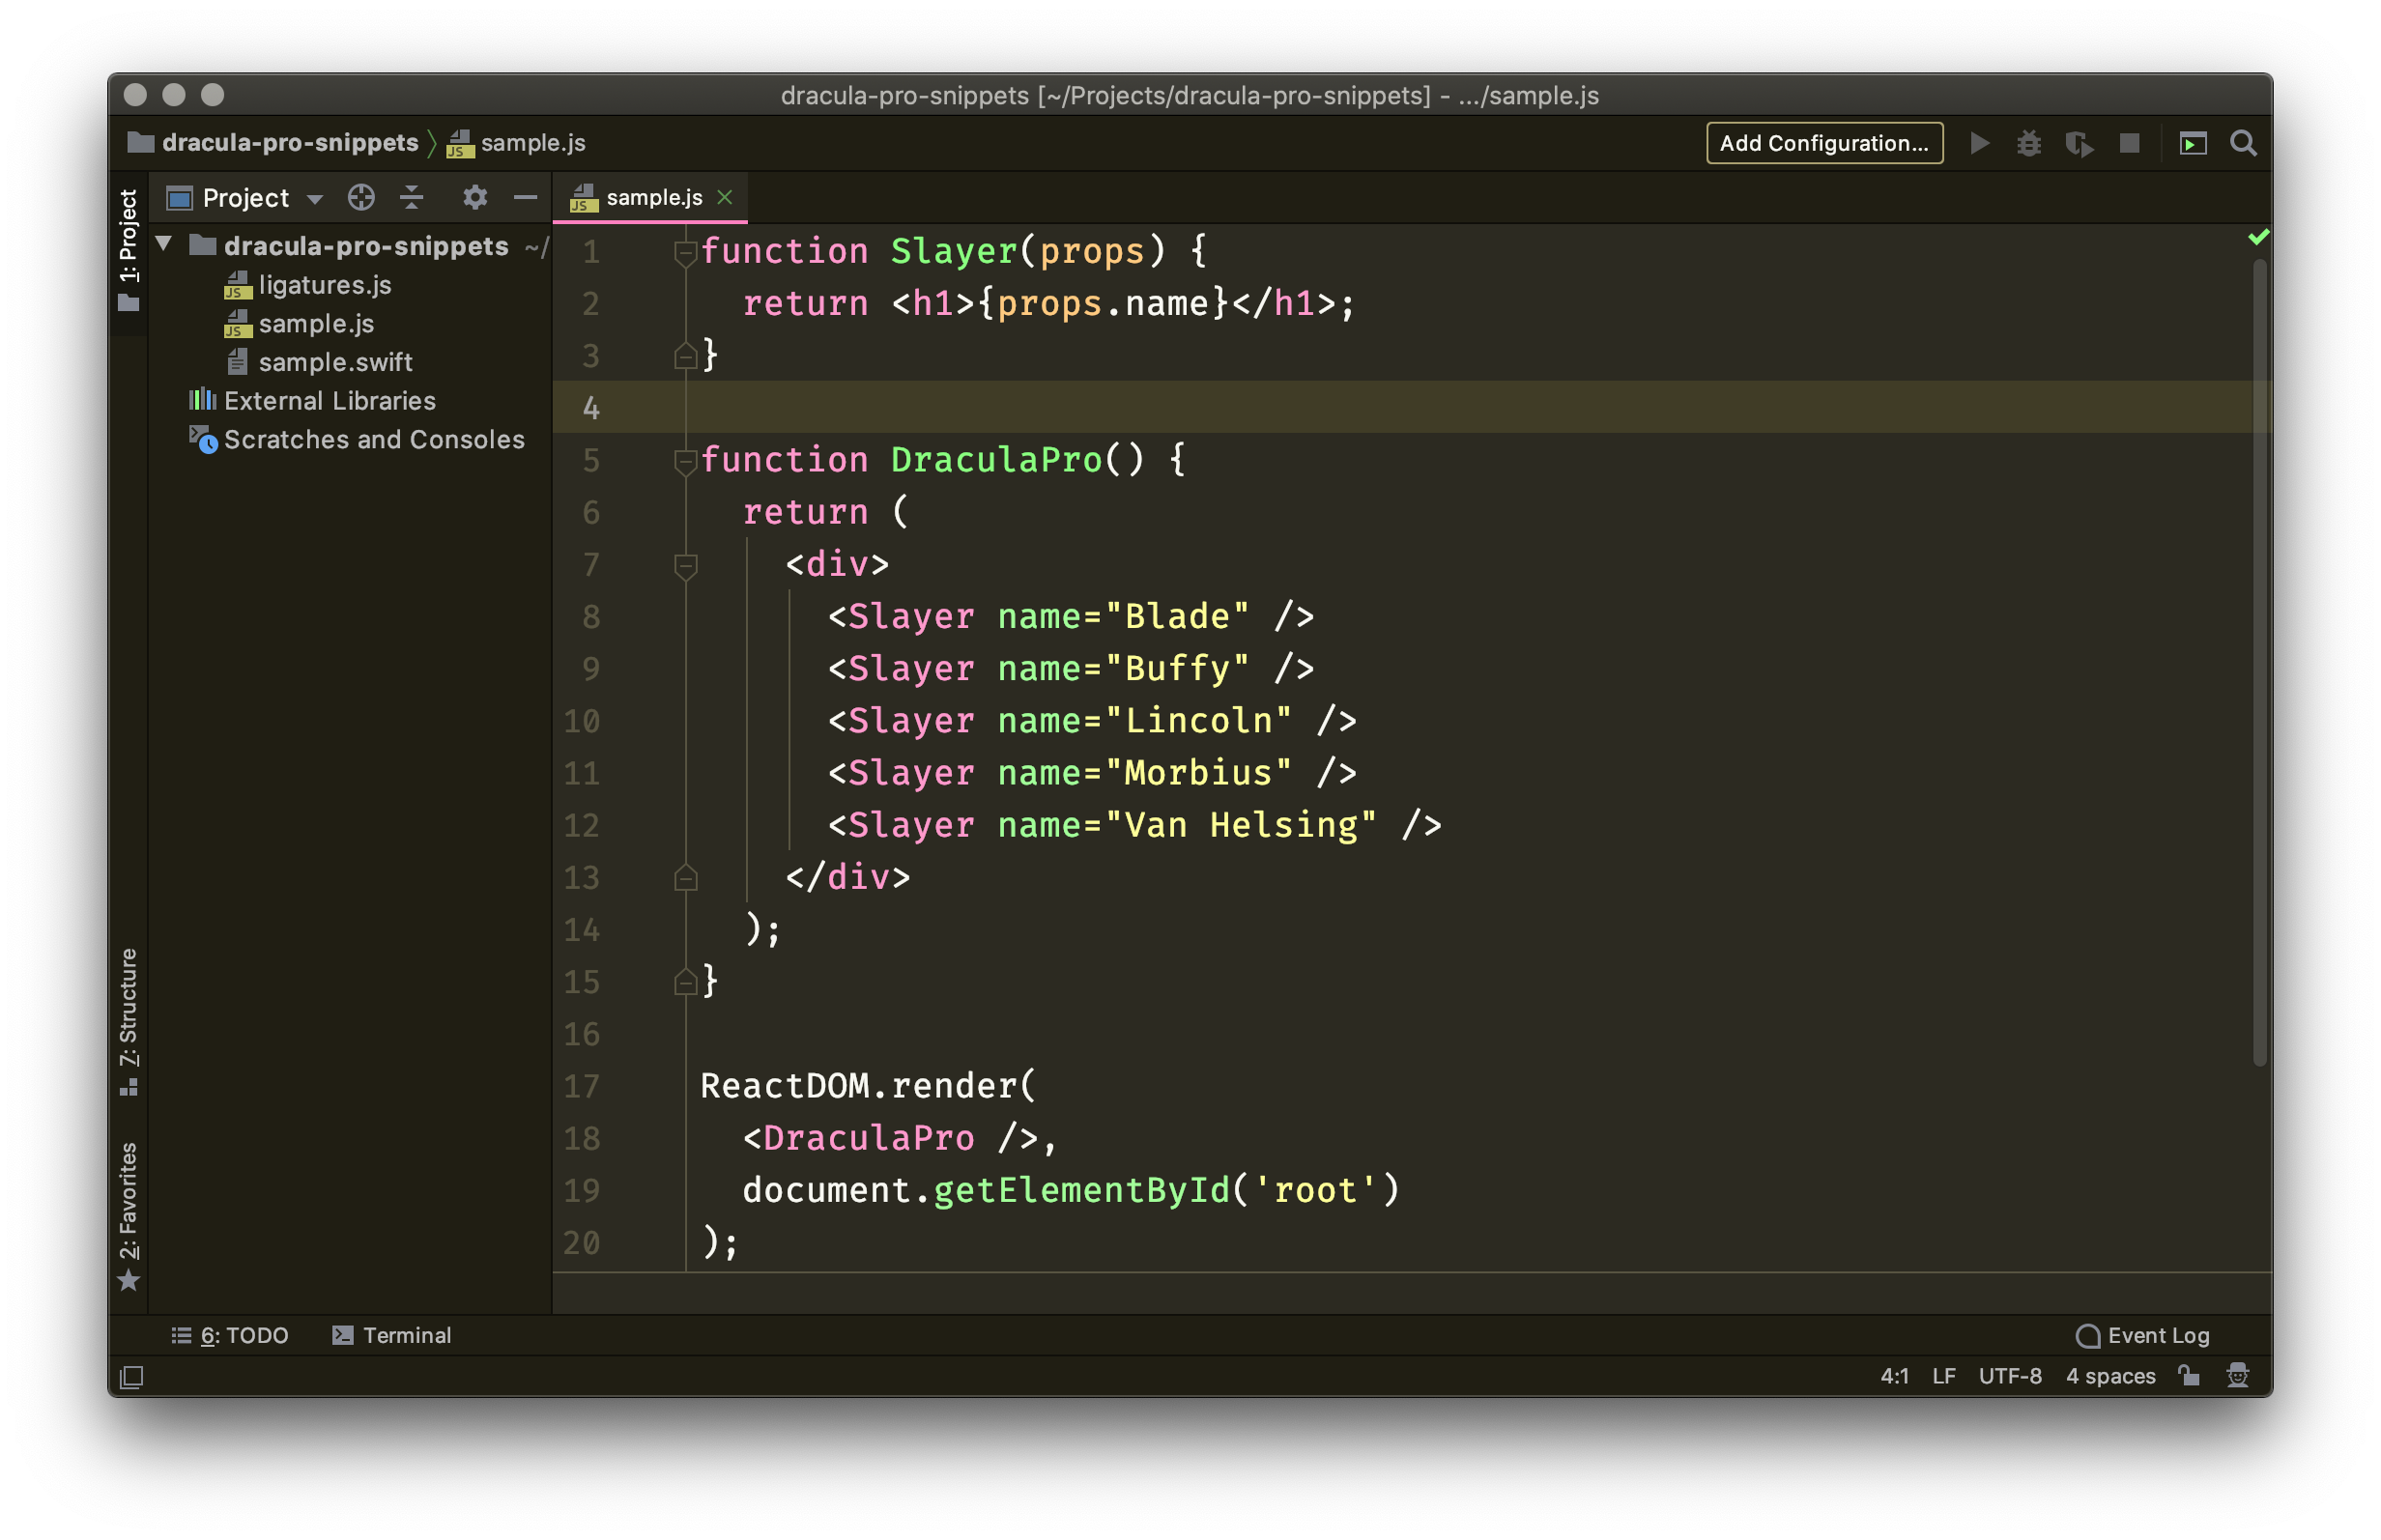 dracula-pro-snippets [~/Projects/dracula-pro-snippets] - .../sample.js
dracula-pro-snippets
sample.js
Add Configuration...
1: Project
7: Structure
2: Favorites
Project
dracula-pro-snippets ~/
ligatures.js
sample.js
sample.swift
External Libraries
Scratches and Consoles
sample.js
1 function Slayer(props) {
2   return <h1>{props.name}</h1>;
3 }
4
5 function DraculaPro() {
6   return (
7     <div>
8       <Slayer name="Blade" />
9       <Slayer name="Buffy" />
10       <Slayer name="Lincoln" />
11       <Slayer name="Morbius" />
12       <Slayer name="Van Helsing" />
13     </div>
14   );
15 }
16
17 ReactDOM.render(
18   <DraculaPro />,
19   document.getElementById('root')
20 );
6: TODO
Terminal
Event Log
4:1 LF UTF-8 4 spaces